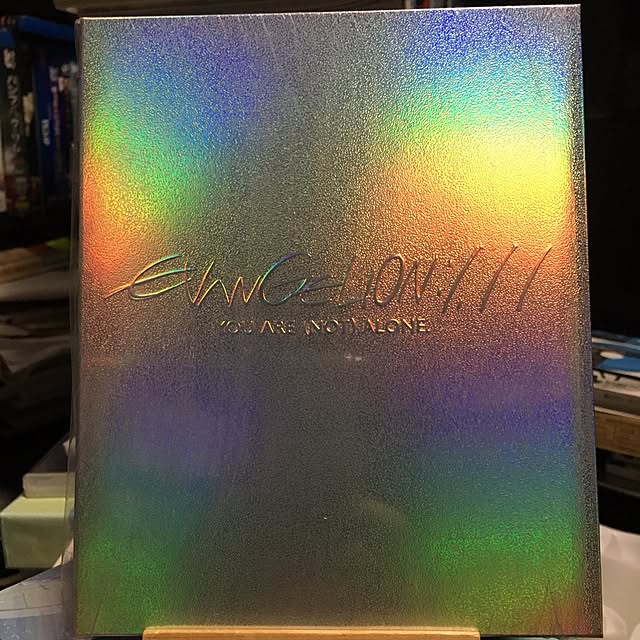 EVANGELION:1.11
YOU ARE (NOT) ALONE.